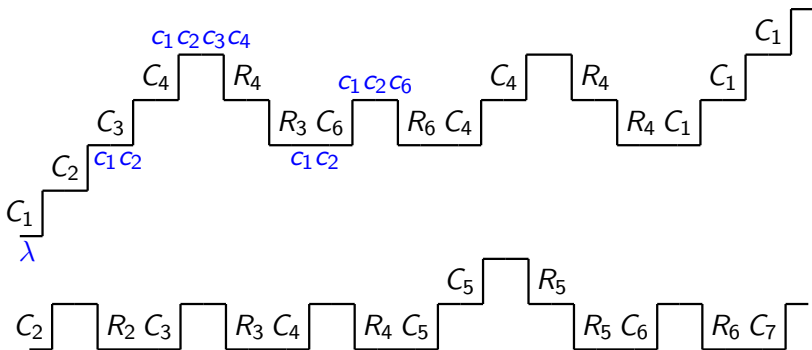 C₁
c₁c₂c₃c₄
C₄ R₄ c₁c₂c₆ C₄ R₄ C₁
C₃ R₃ C₆ R₆ C₄ R₄ C₁
c₁c₂ c₁c₂
C₂
C₁
λ
C₅ R₅
C₂ R₂ C₃ R₃ C₄ R₄ C₅ R₅ C₆ R₆ C₇